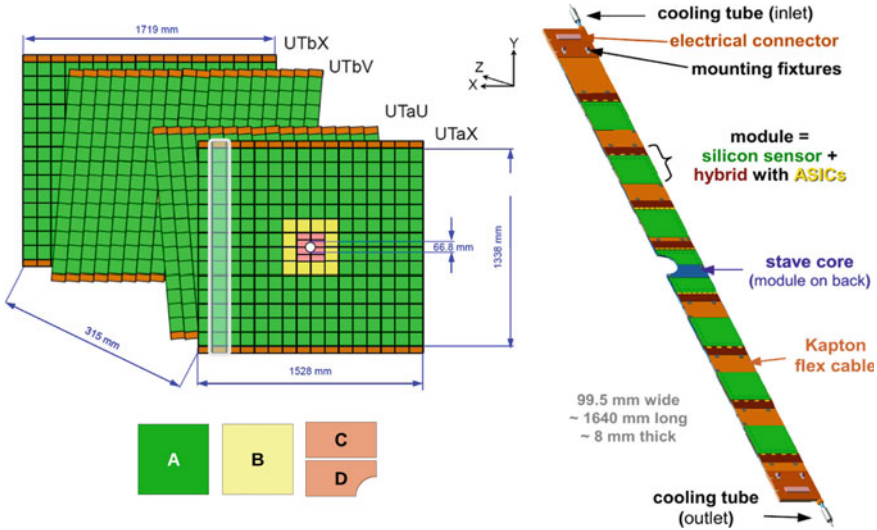 1719 mm
UTbX
UTbV
UTaU
UTaX
66.8 mm
1338 mm
315 mm
1528 mm
A
B
C
D
Y
Z
X
cooling tube (inlet)
electrical connector
mounting fixtures
module =
silicon sensor +
hybrid with ASICs
stave core
(module on back)
Kapton
flex cable
99.5 mm wide
~ 1640 mm long
~ 8 mm thick
cooling tube
(outlet)